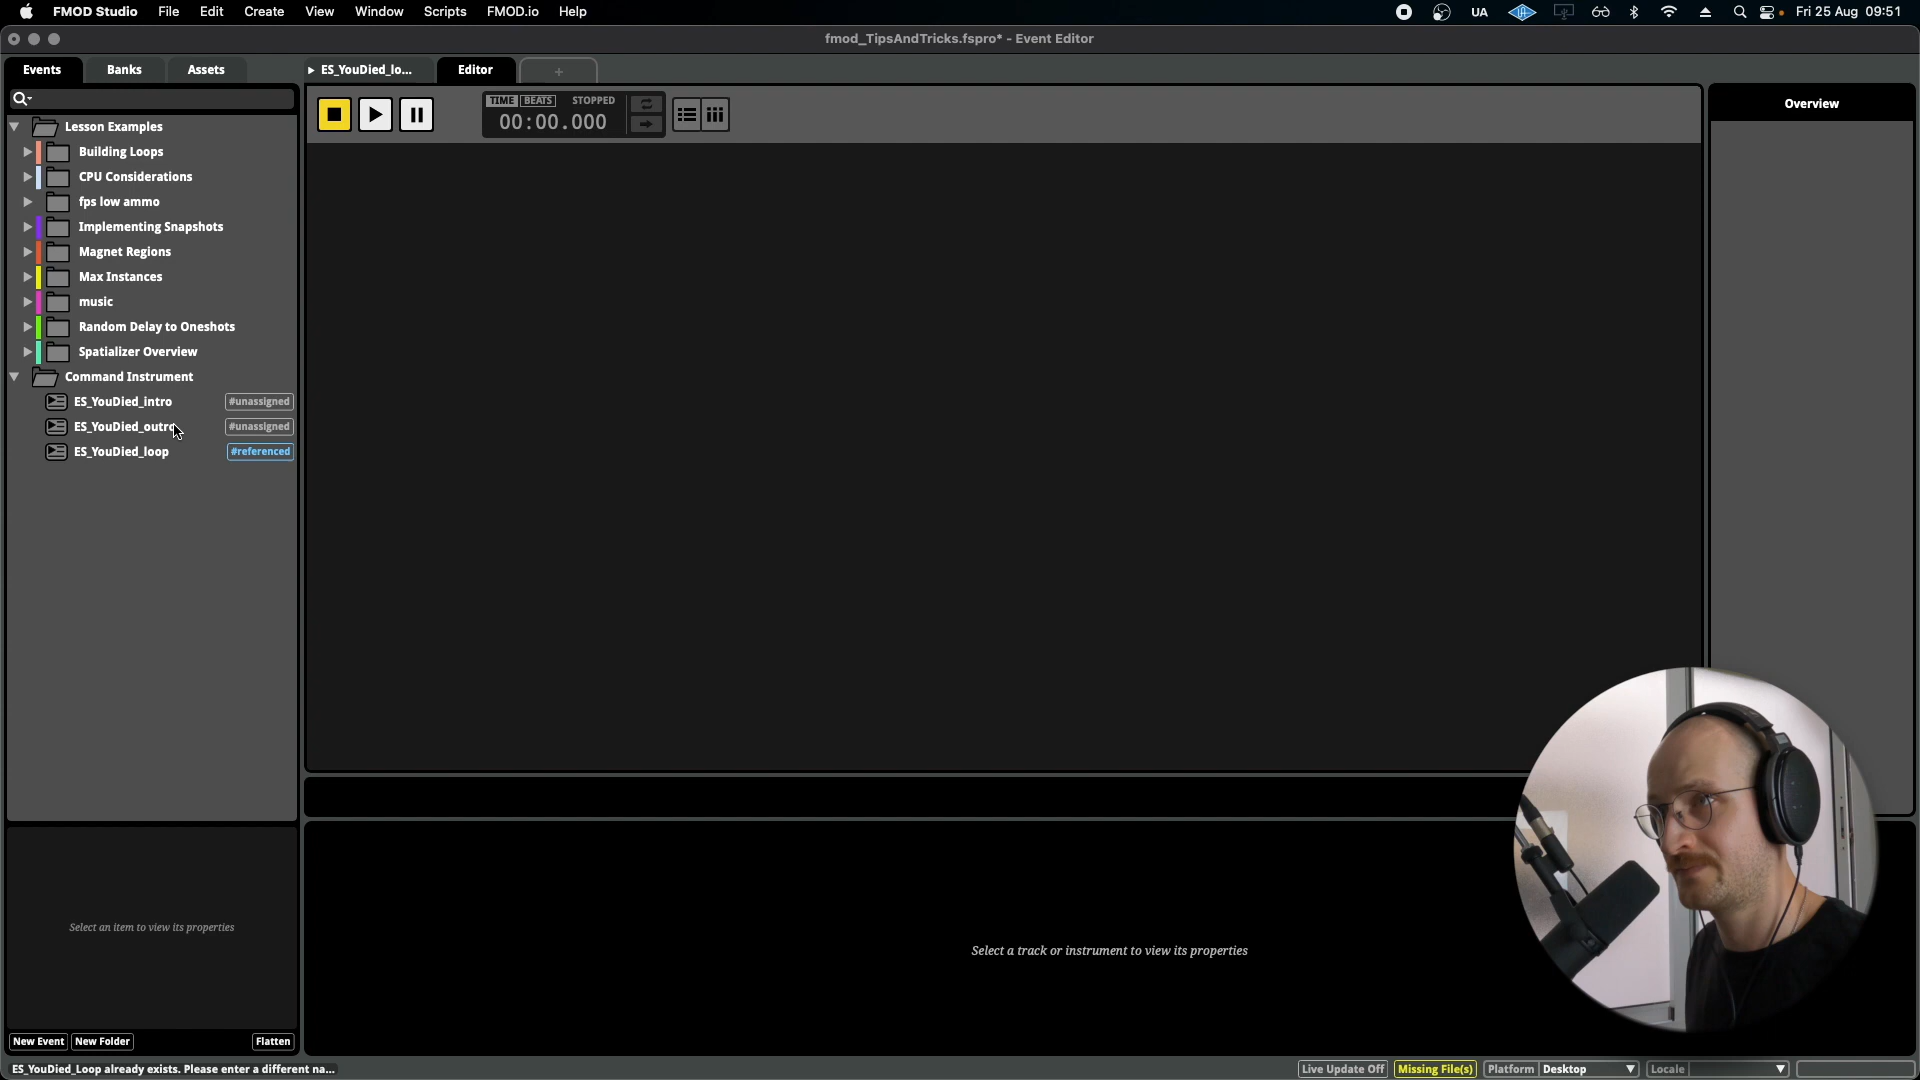 FMOD Studio File Edit Create View Window Scripts FMOD.io Help UA Fri 25 Aug 09:51
fmod_TipsAndTricks.fspro* - Event Editor
Events Banks Assets ES_YouDied_lo... Editor +
TIME BEATS STOPPED
00:00.000
Overview
Lesson Examples
Building Loops
CPU Considerations
fps low ammo
Implementing Snapshots
Magnet Regions
Max Instances
music
Random Delay to Oneshots
Spatializer Overview
Command Instrument
ES_YouDied_intro #unassigned
ES_YouDied_outro #unassigned
ES_YouDied_loop #referenced
Select an item to view its properties
Select a track or instrument to view its properties
New Event New Folder Flatten
ES_YouDied_Loop already exists. Please enter a different na... Live Update Off Missing File(s) Platform Desktop Locale